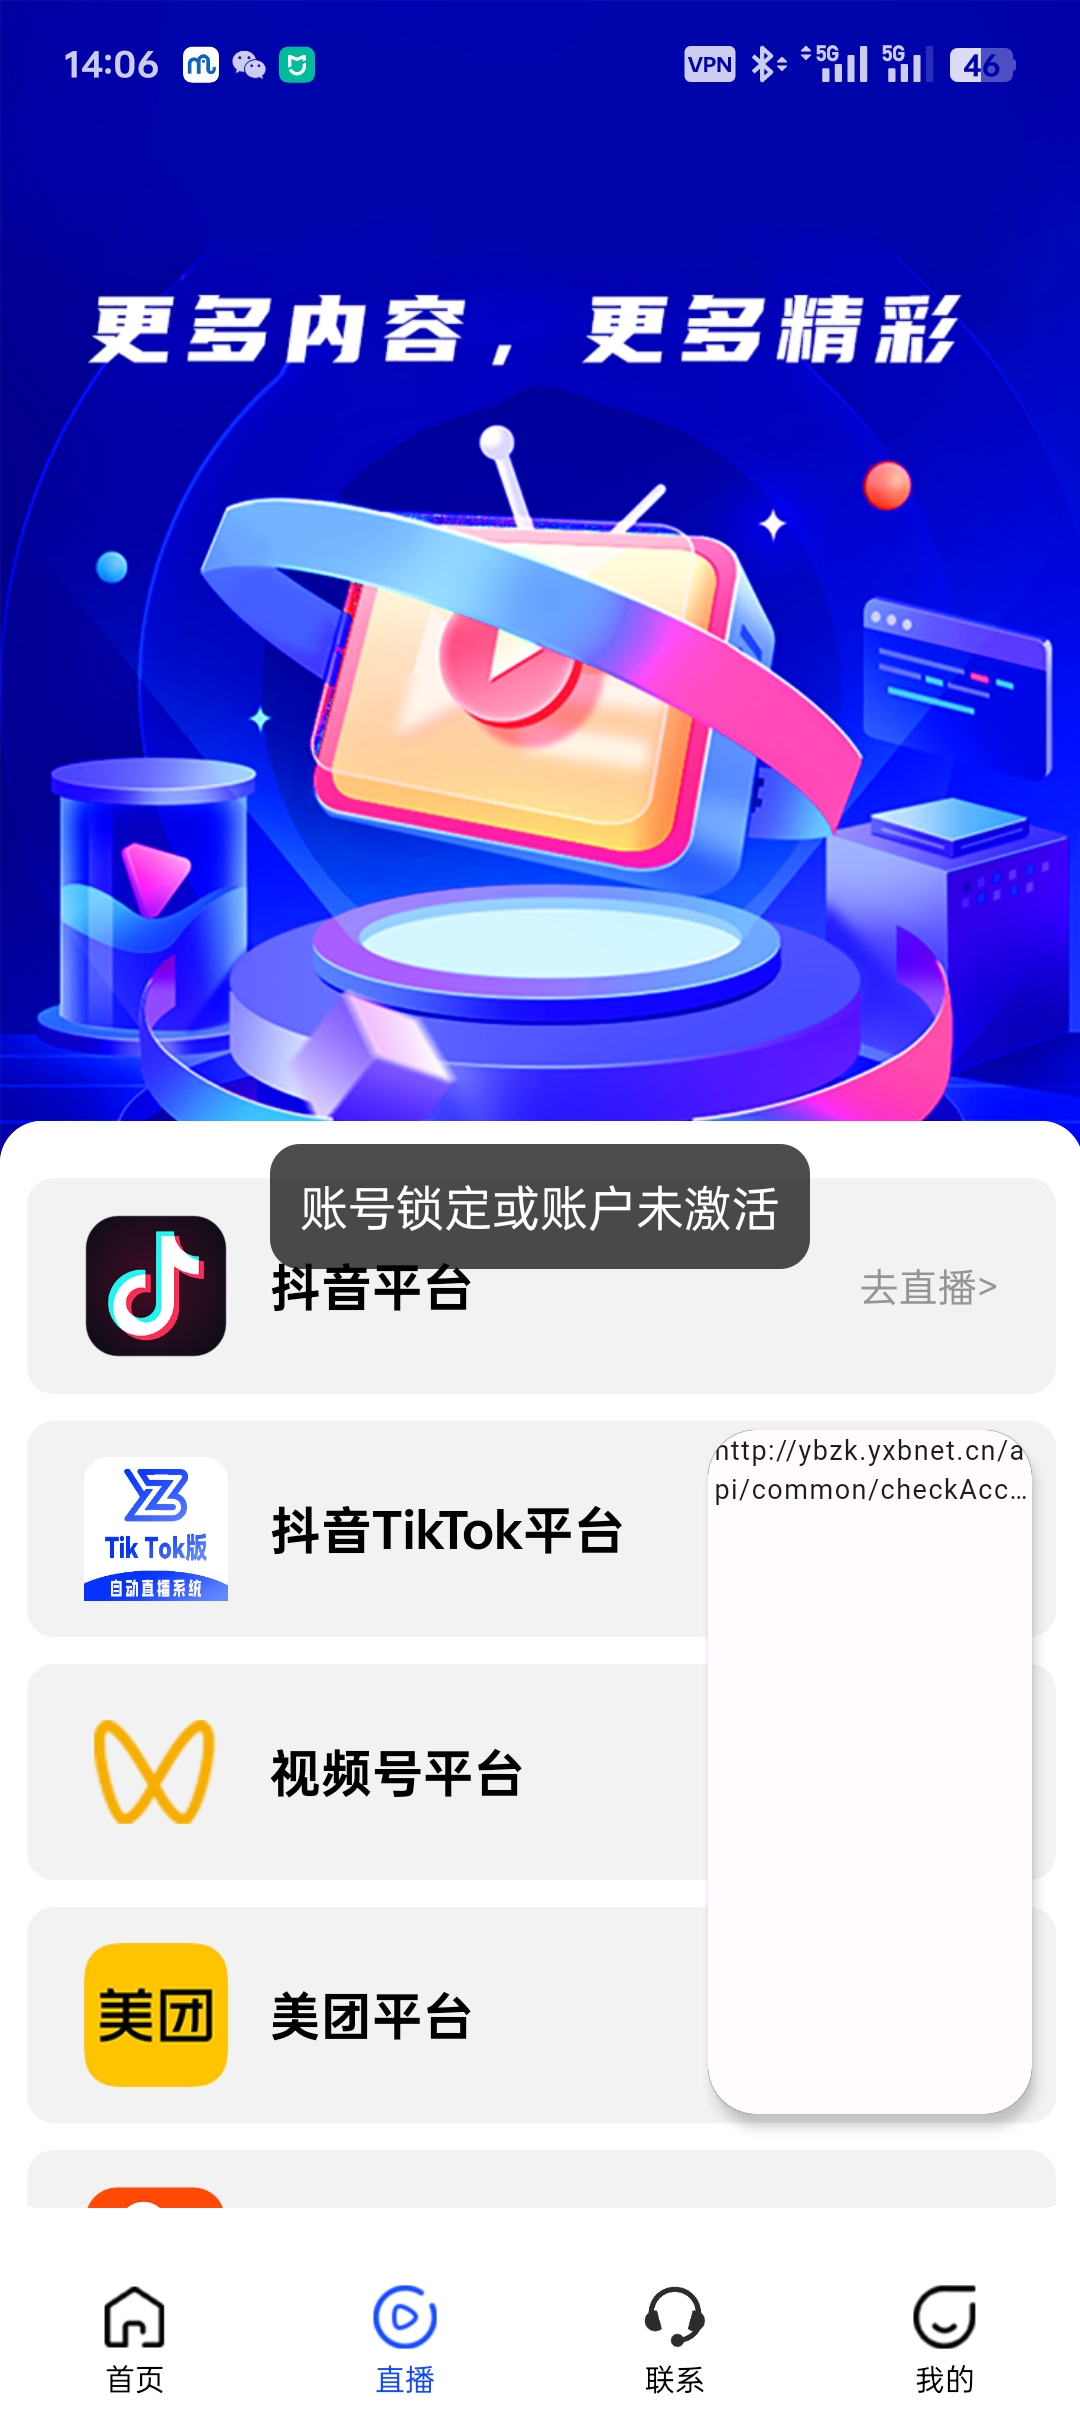 14:06
VPN
5G
5G
46
更多内容，更多精彩
账号锁定或账户未激活
抖音平台
去直播>
Tik Tok版
自动直播系统
抖音TikTok平台
http://ybzk.yxbnet.cn/a
pi/common/checkAcc...
视频号平台
美团
美团平台
首页
直播
联系
我的